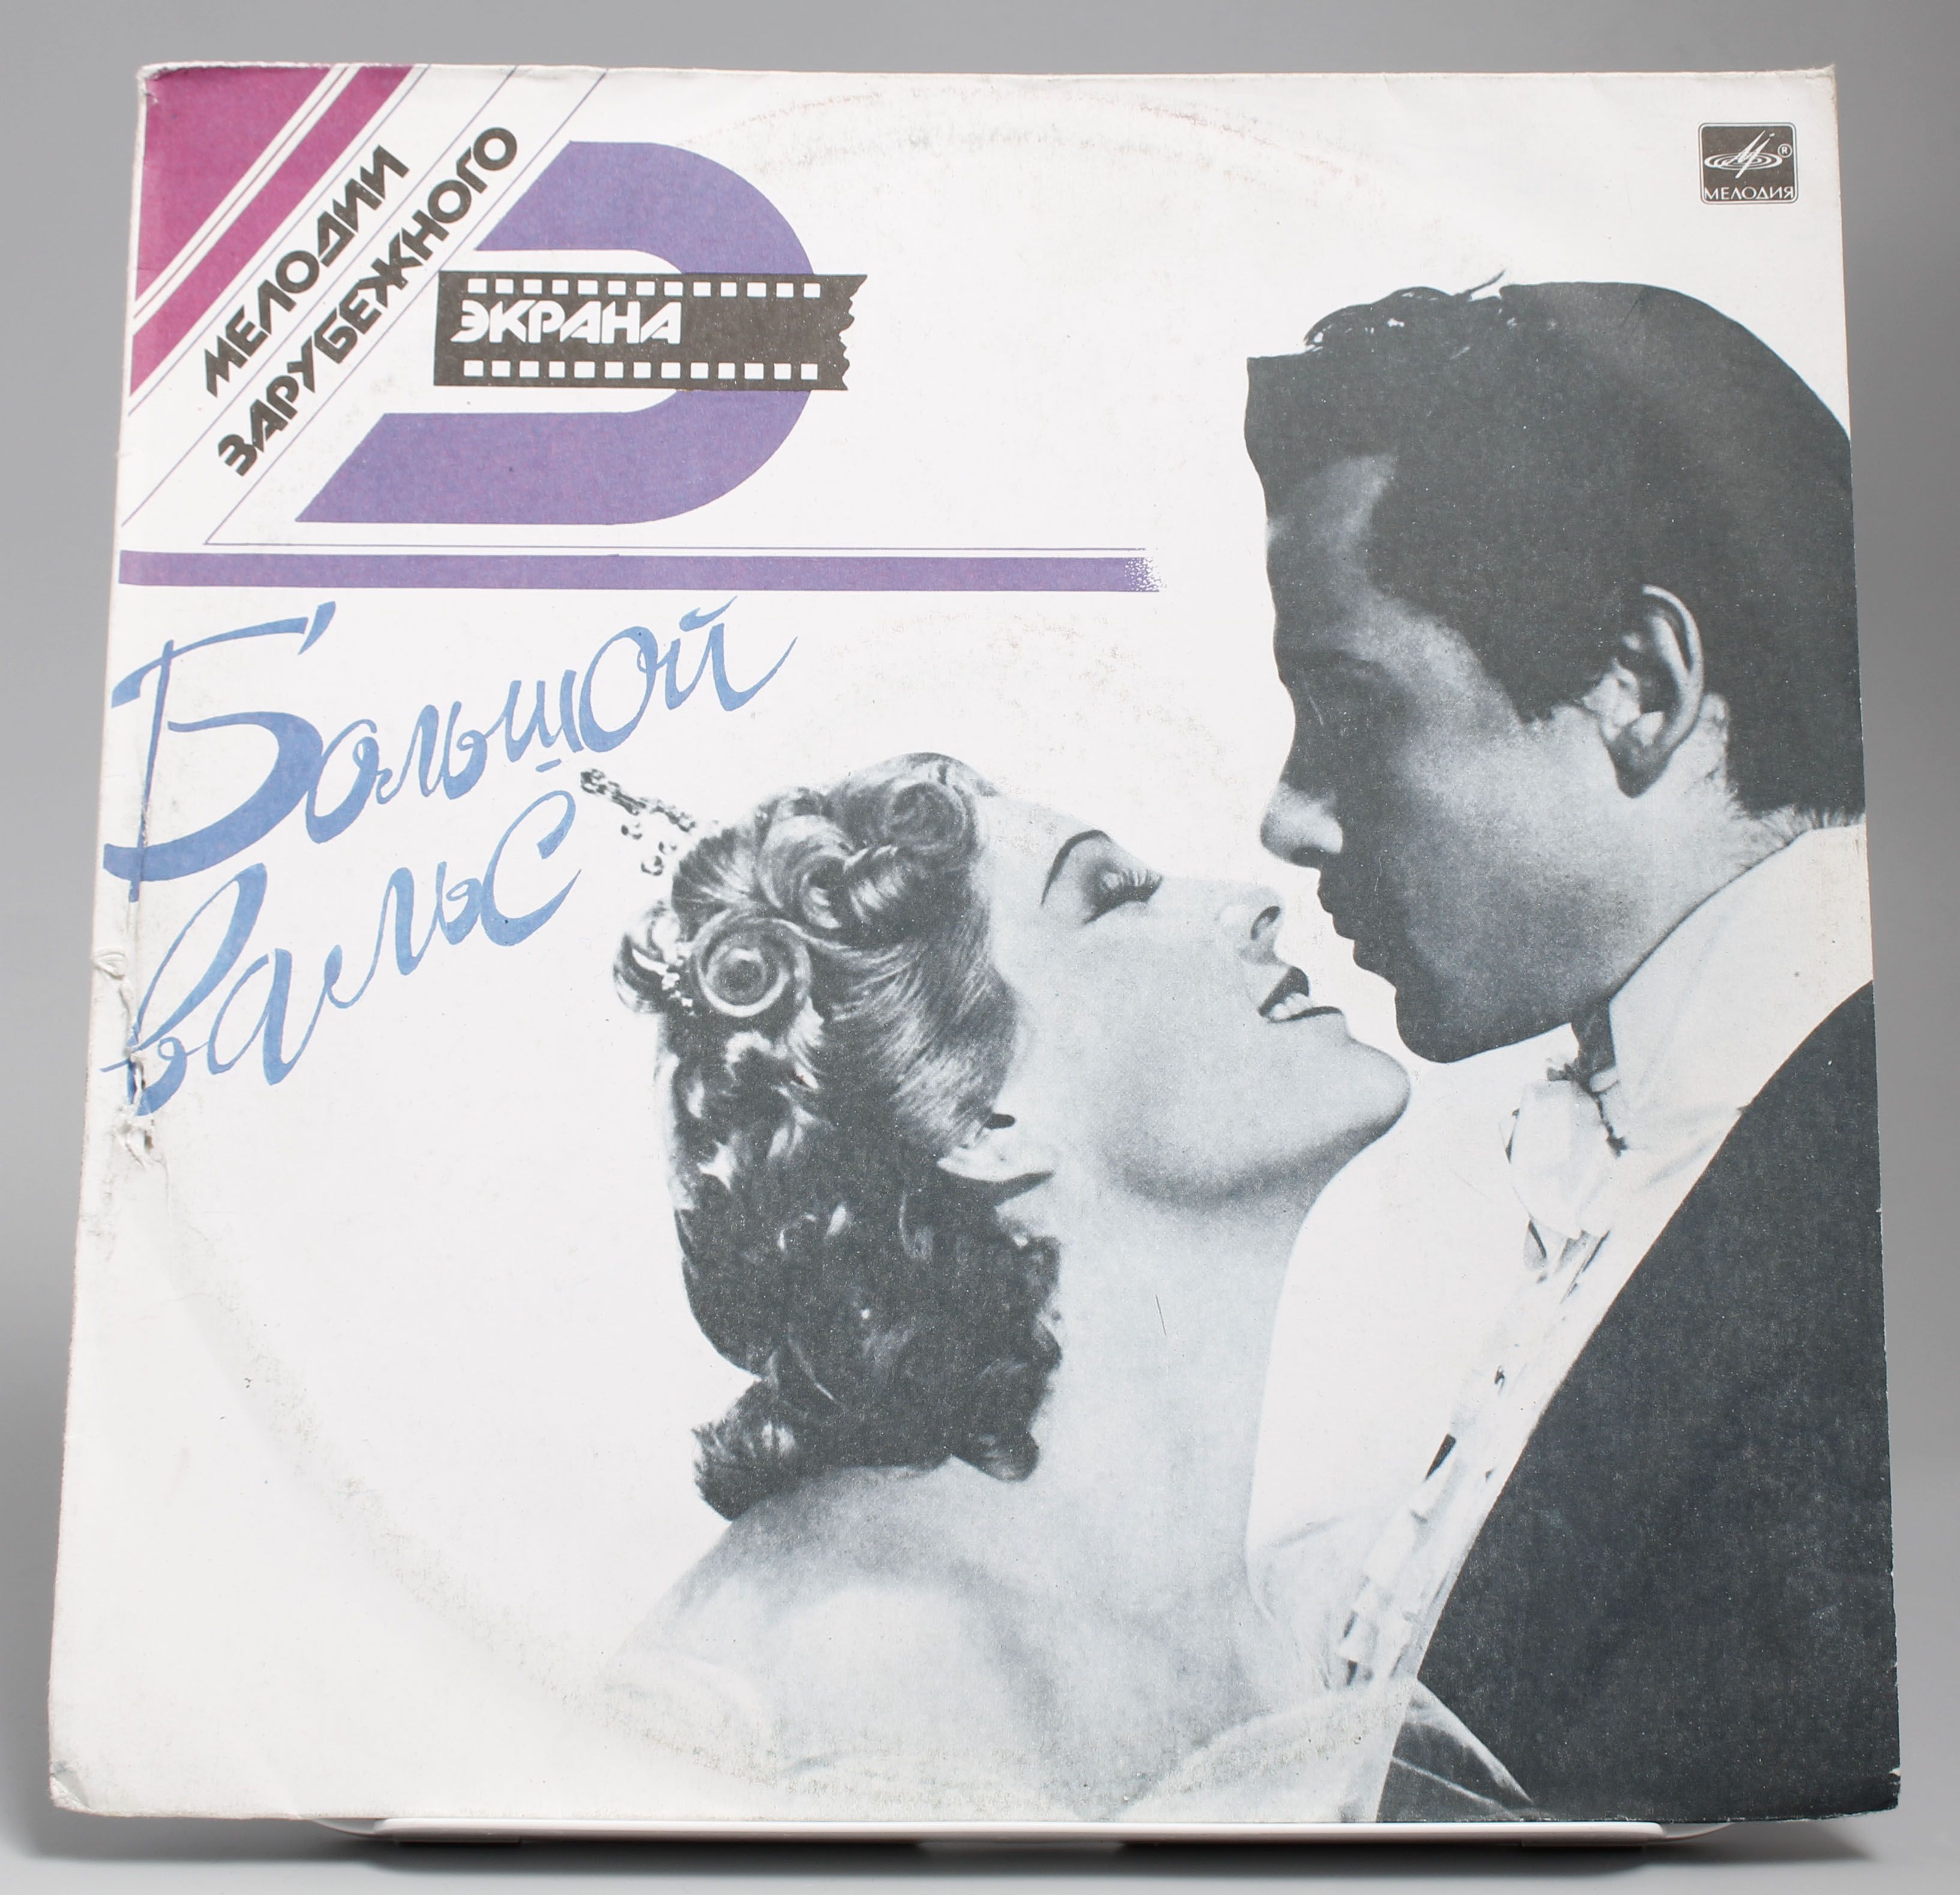 МЕЛОДИИ
ЗАРУБЕЖНОГО
ЭКРАНА
МЕЛОДИЯ
®
Большой
вальс